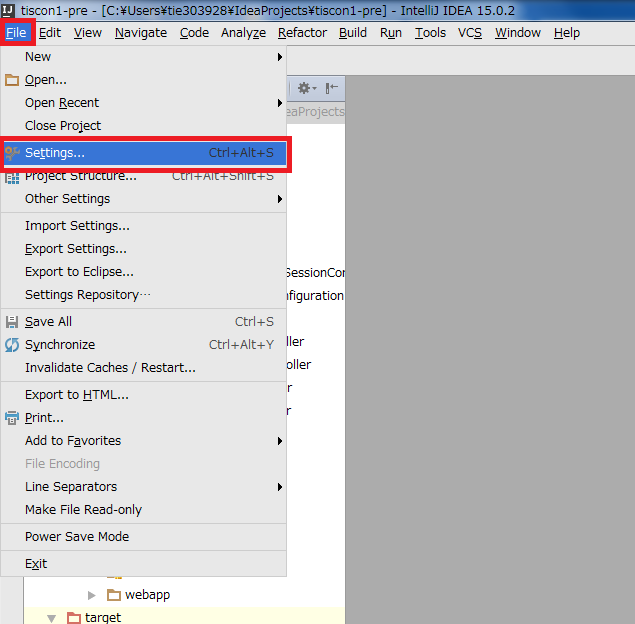 tiscon1-pre - [C:¥Users¥tie303928¥IdeaProjects¥tiscon1-pre] - IntelliJ IDEA 15.0.2
File Edit View Navigate Code Analyze Refactor Build Run Tools VCS Window Help
New
Open...
Open Recent
eaProjects
Close Project
Settings... Ctrl+Alt+S
Project Structure... Ctrl+Alt+Shift+S
Other Settings
Import Settings...
Export Settings...
Export to Eclipse...
SessionCon
Settings Repository…
nfiguration
Save All Ctrl+S
Synchronize Ctrl+Alt+Y
ller
Invalidate Caches / Restart...
oller
Export to HTML...
r
Print...
r
Add to Favorites
File Encoding
Line Separators
Make File Read-only
Power Save Mode
Exit
webapp
target